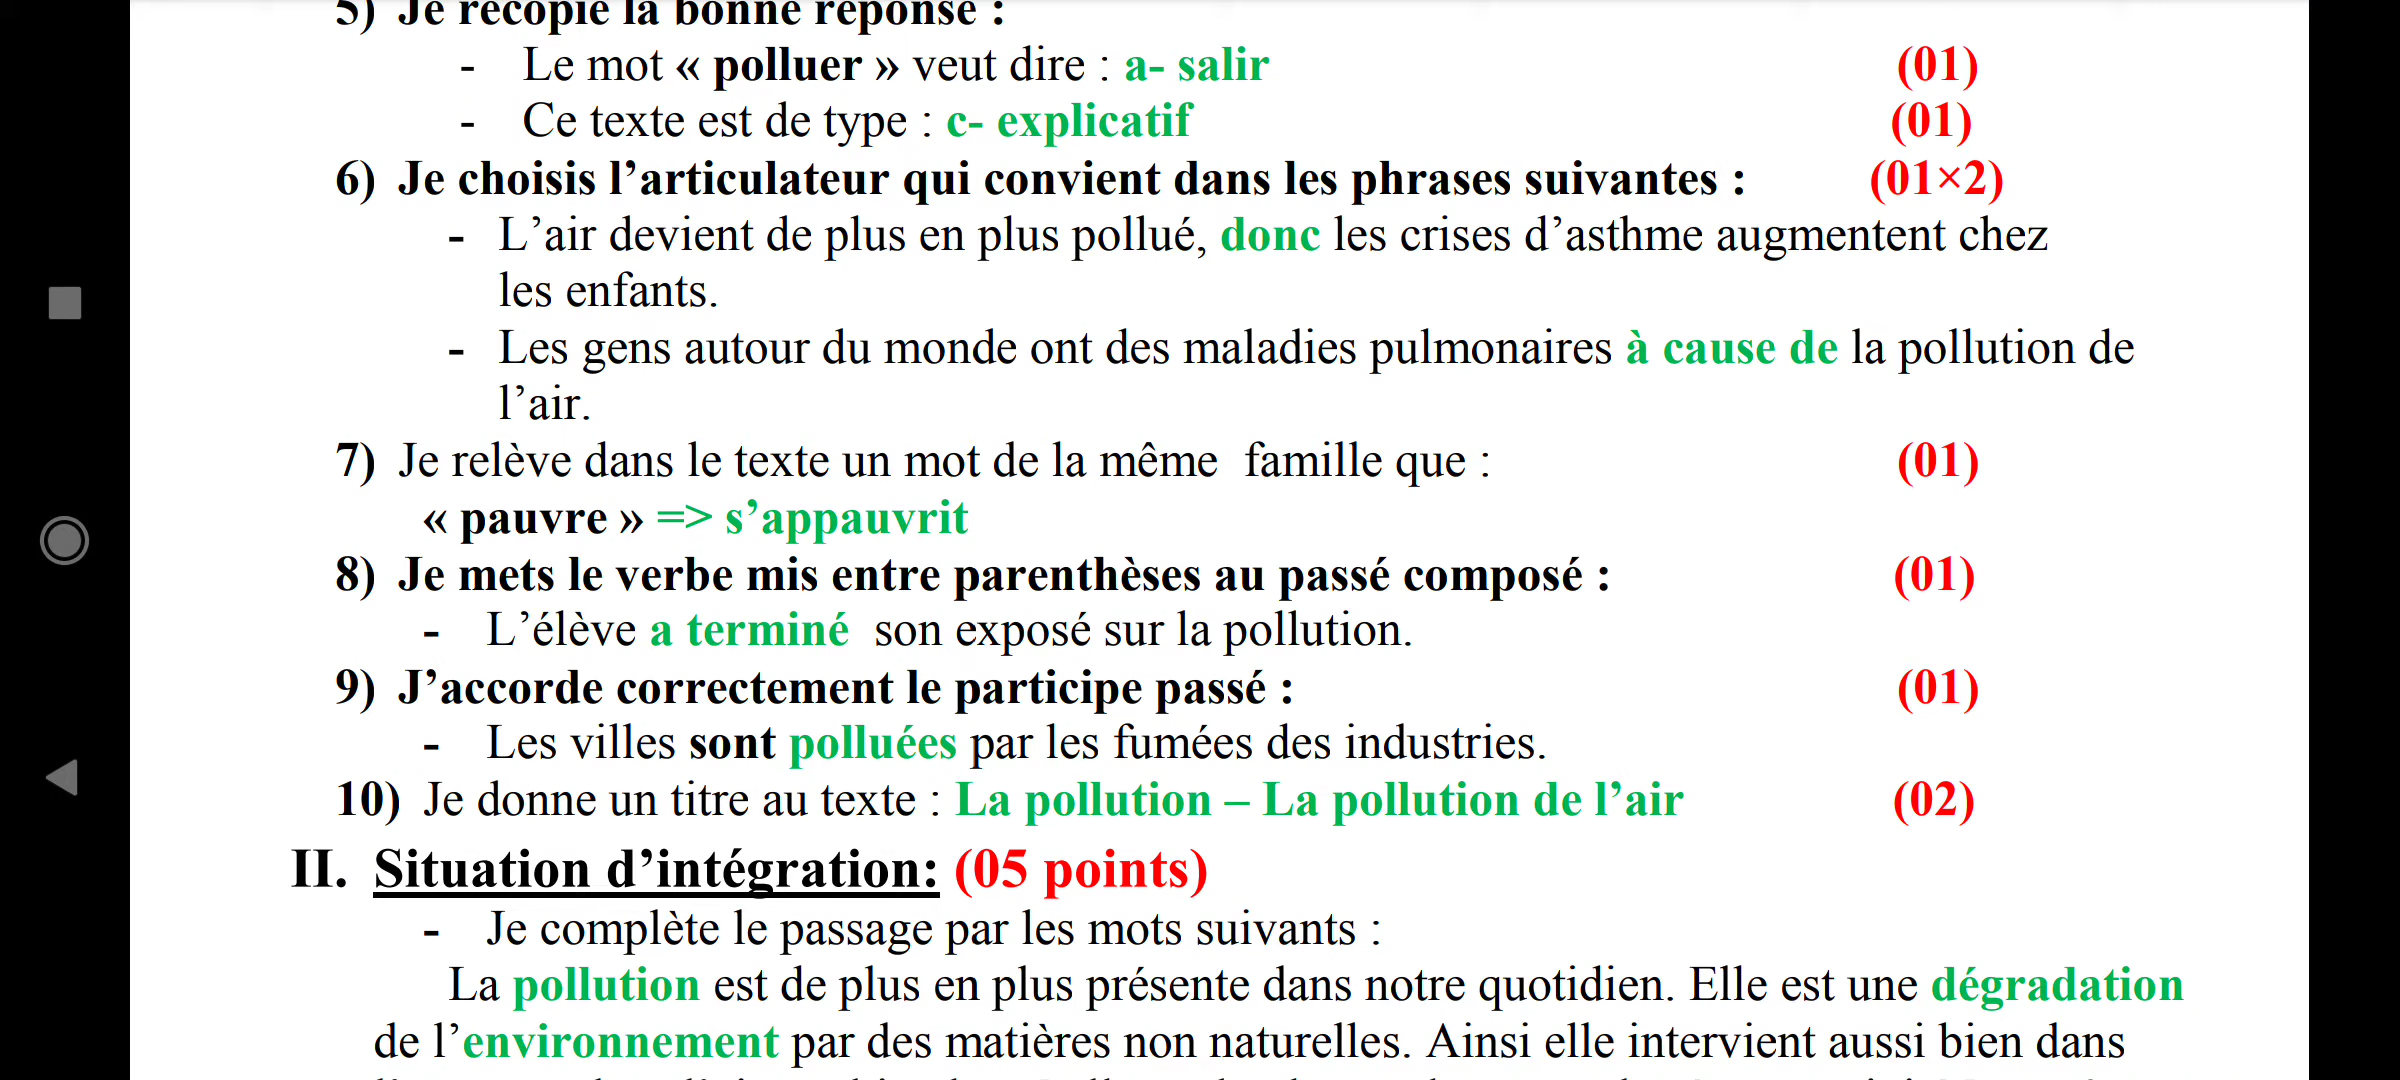 5) Je recopie la bonne réponse :
- Le mot « polluer » veut dire : a- salir (01)
- Ce texte est de type : c- explicatif (01)
6) Je choisis l’articulateur qui convient dans les phrases suivantes : (01×2)
- L’air devient de plus en plus pollué, donc les crises d’asthme augmentent chez
les enfants.
- Les gens autour du monde ont des maladies pulmonaires à cause de la pollution de
l’air.
7) Je relève dans le texte un mot de la même famille que : (01)
« pauvre » => s’appauvrit
8) Je mets le verbe mis entre parenthèses au passé composé : (01)
- L’élève a terminé son exposé sur la pollution.
9) J’accorde correctement le participe passé : (01)
- Les villes sont polluées par les fumées des industries.
10) Je donne un titre au texte : La pollution – La pollution de l’air (02)
II. Situation d’intégration: (05 points)
- Je complète le passage par les mots suivants :
La pollution est de plus en plus présente dans notre quotidien. Elle est une dégradation
de l’environnement par des matières non naturelles. Ainsi elle intervient aussi bien dans